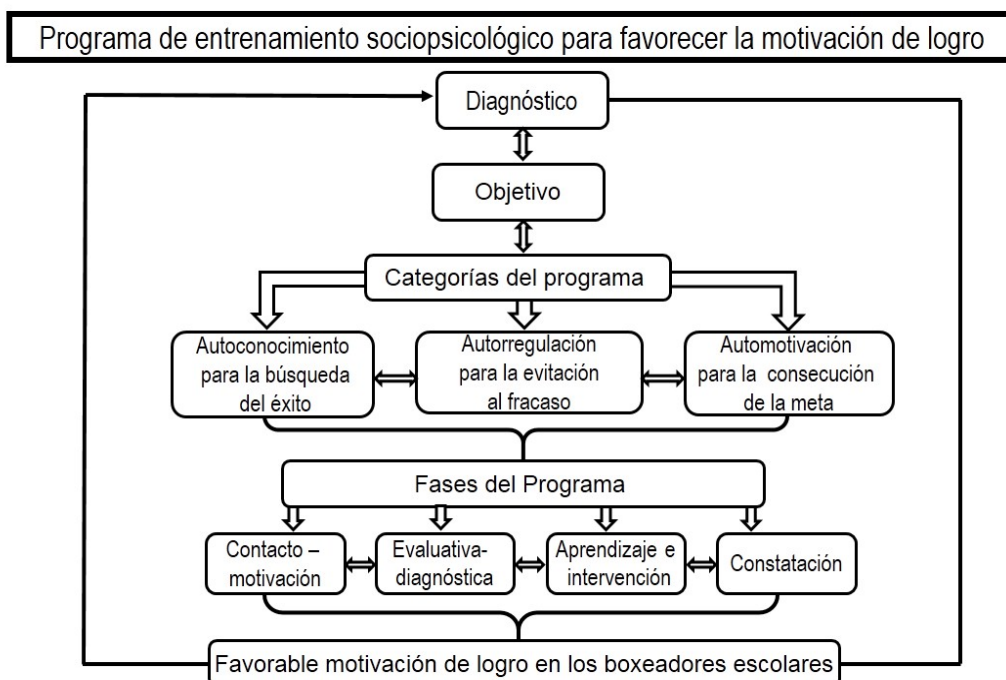 Programa de entrenamiento sociopsicológico para favorecer la motivación de logro
Diagnóstico
Objetivo
Categorías del programa
Autoconocimiento
para la búsqueda
del éxito
Autorregulación
para la evitación
al fracaso
Automotivación
para la consecución
de la meta
Fases del Programa
Contacto –
motivación
Evaluativa-
diagnóstica
Aprendizaje e
intervención
Constatación
Favorable motivación de logro en los boxeadores escolares